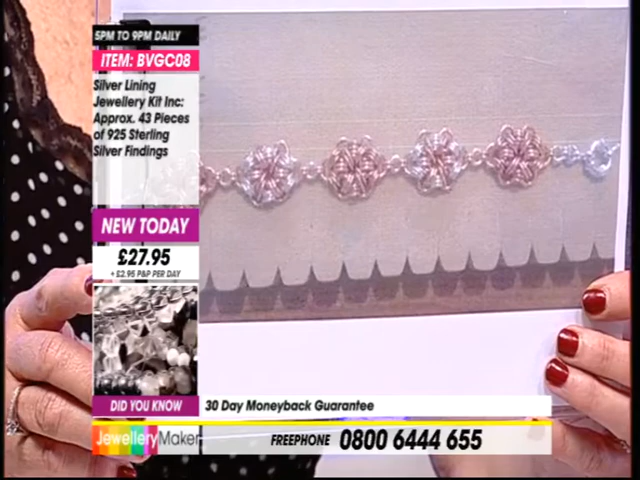 5PM TO 9PM DAILY
ITEM: BVGC08
Silver Lining
Jewellery Kit Inc:
Approx. 43 Pieces
of 925 Sterling
Silver Findings
NEW TODAY
£27.95
+ £2.95 P&P PER DAY
DID YOU KNOW
30 Day Moneyback Guarantee
JewelleryMaker
FREEPHONE 0800 6444 655